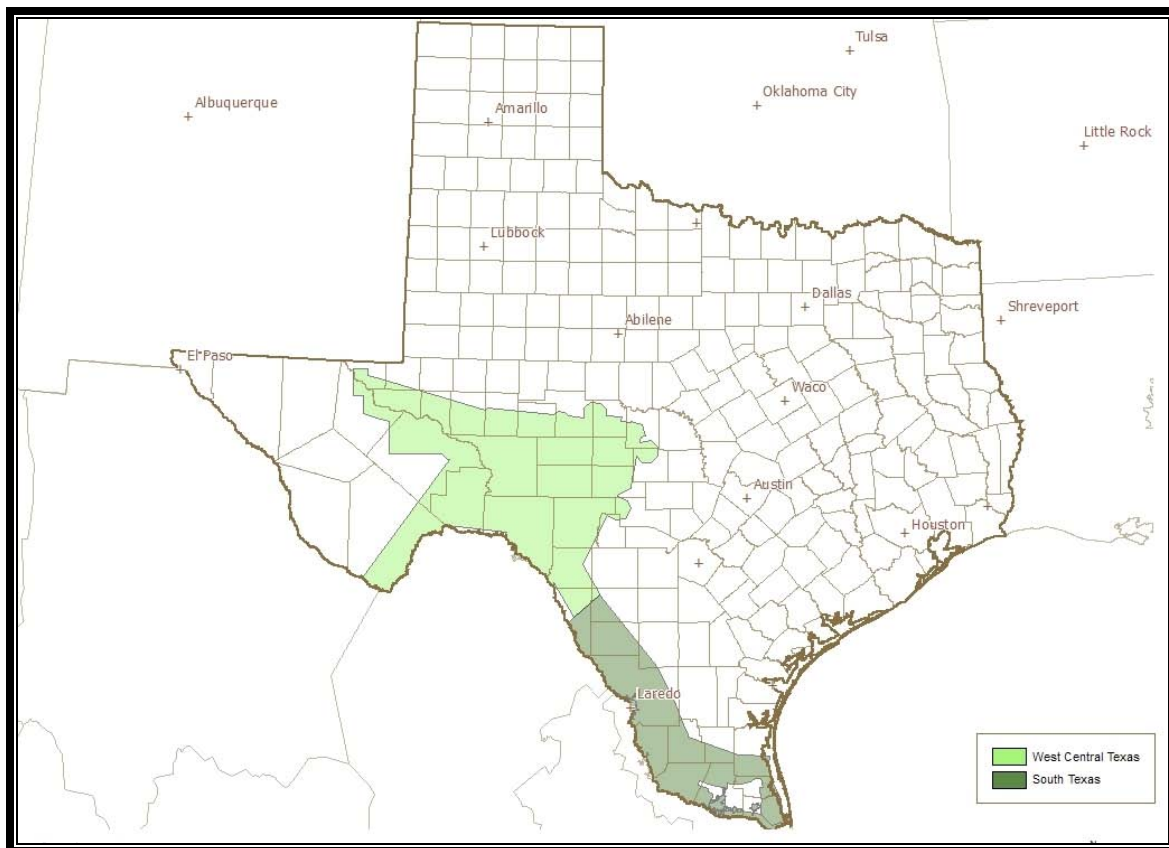 Tulsa
Albuquerque
Oklahoma City
Amarillo
Little Rock
Lubbock
Dallas
Shreveport
Abilene
El Paso
Waco
Austin
Houston
Laredo
West Central Texas
South Texas